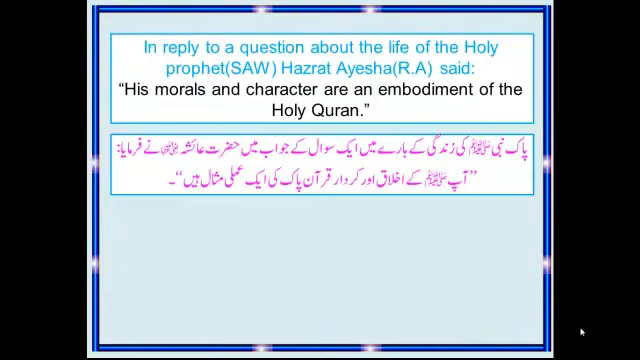 In reply to a question about the life of the Holy
prophet(SAW) Hazrat Ayesha(R.A) said:
“His morals and character are an embodiment of the
Holy Quran.”
پاک نبی ﷺ کی زندگی کے بارے میں ایک سوال کے جواب میں حضرت عائشہ رضی اللہ عنہا نے فرمایا:
”آپ ﷺ کے اخلاق اور کردار قرآن پاک کی ایک عملی مثال ہیں“۔